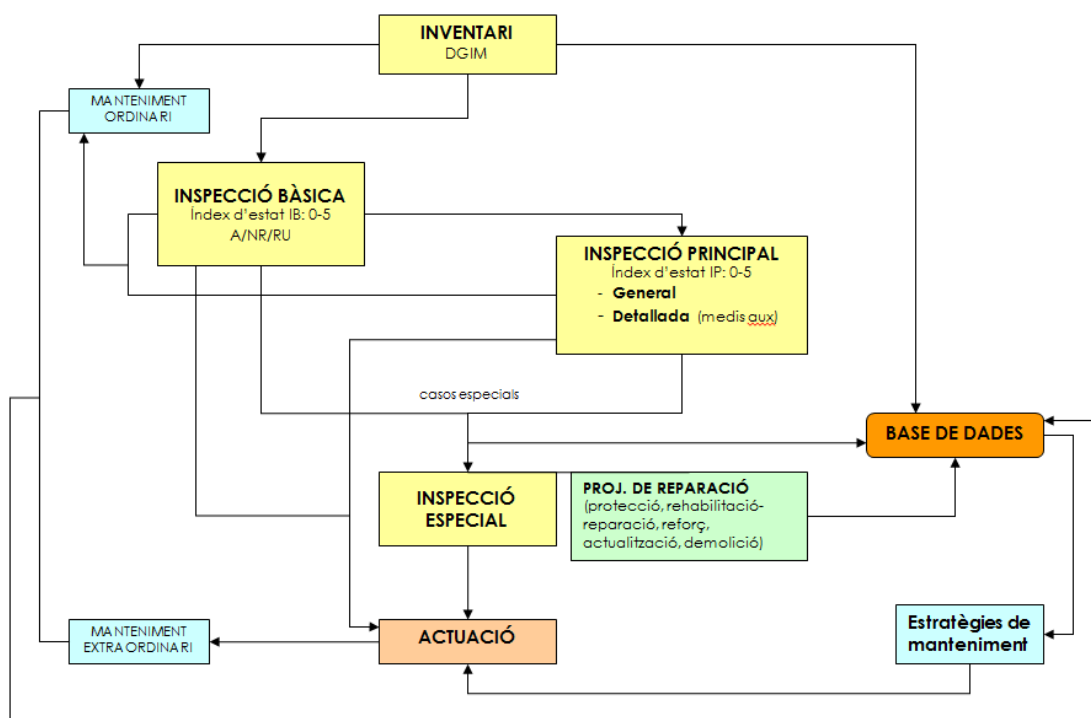 INVENTARI
DGIM
MANTENIMENT
ORDINARI
INSPECCIÓ BÀSICA
Índex d'estat IB: 0-5
A/NR/RU
INSPECCIÓ PRINCIPAL
Índex d'estat IP: 0-5
- General
- Detallada (medis aux)
casos especials
BASE DE DADES
INSPECCIÓ
ESPECIAL
PROJ. DE REPARACIÓ
(protecció, rehabilitació-
reparació, reforç,
actualització, demolició)
MANTENIMENT
EXTRAORDINARI
ACTUACIÓ
Estratègies de
manteniment